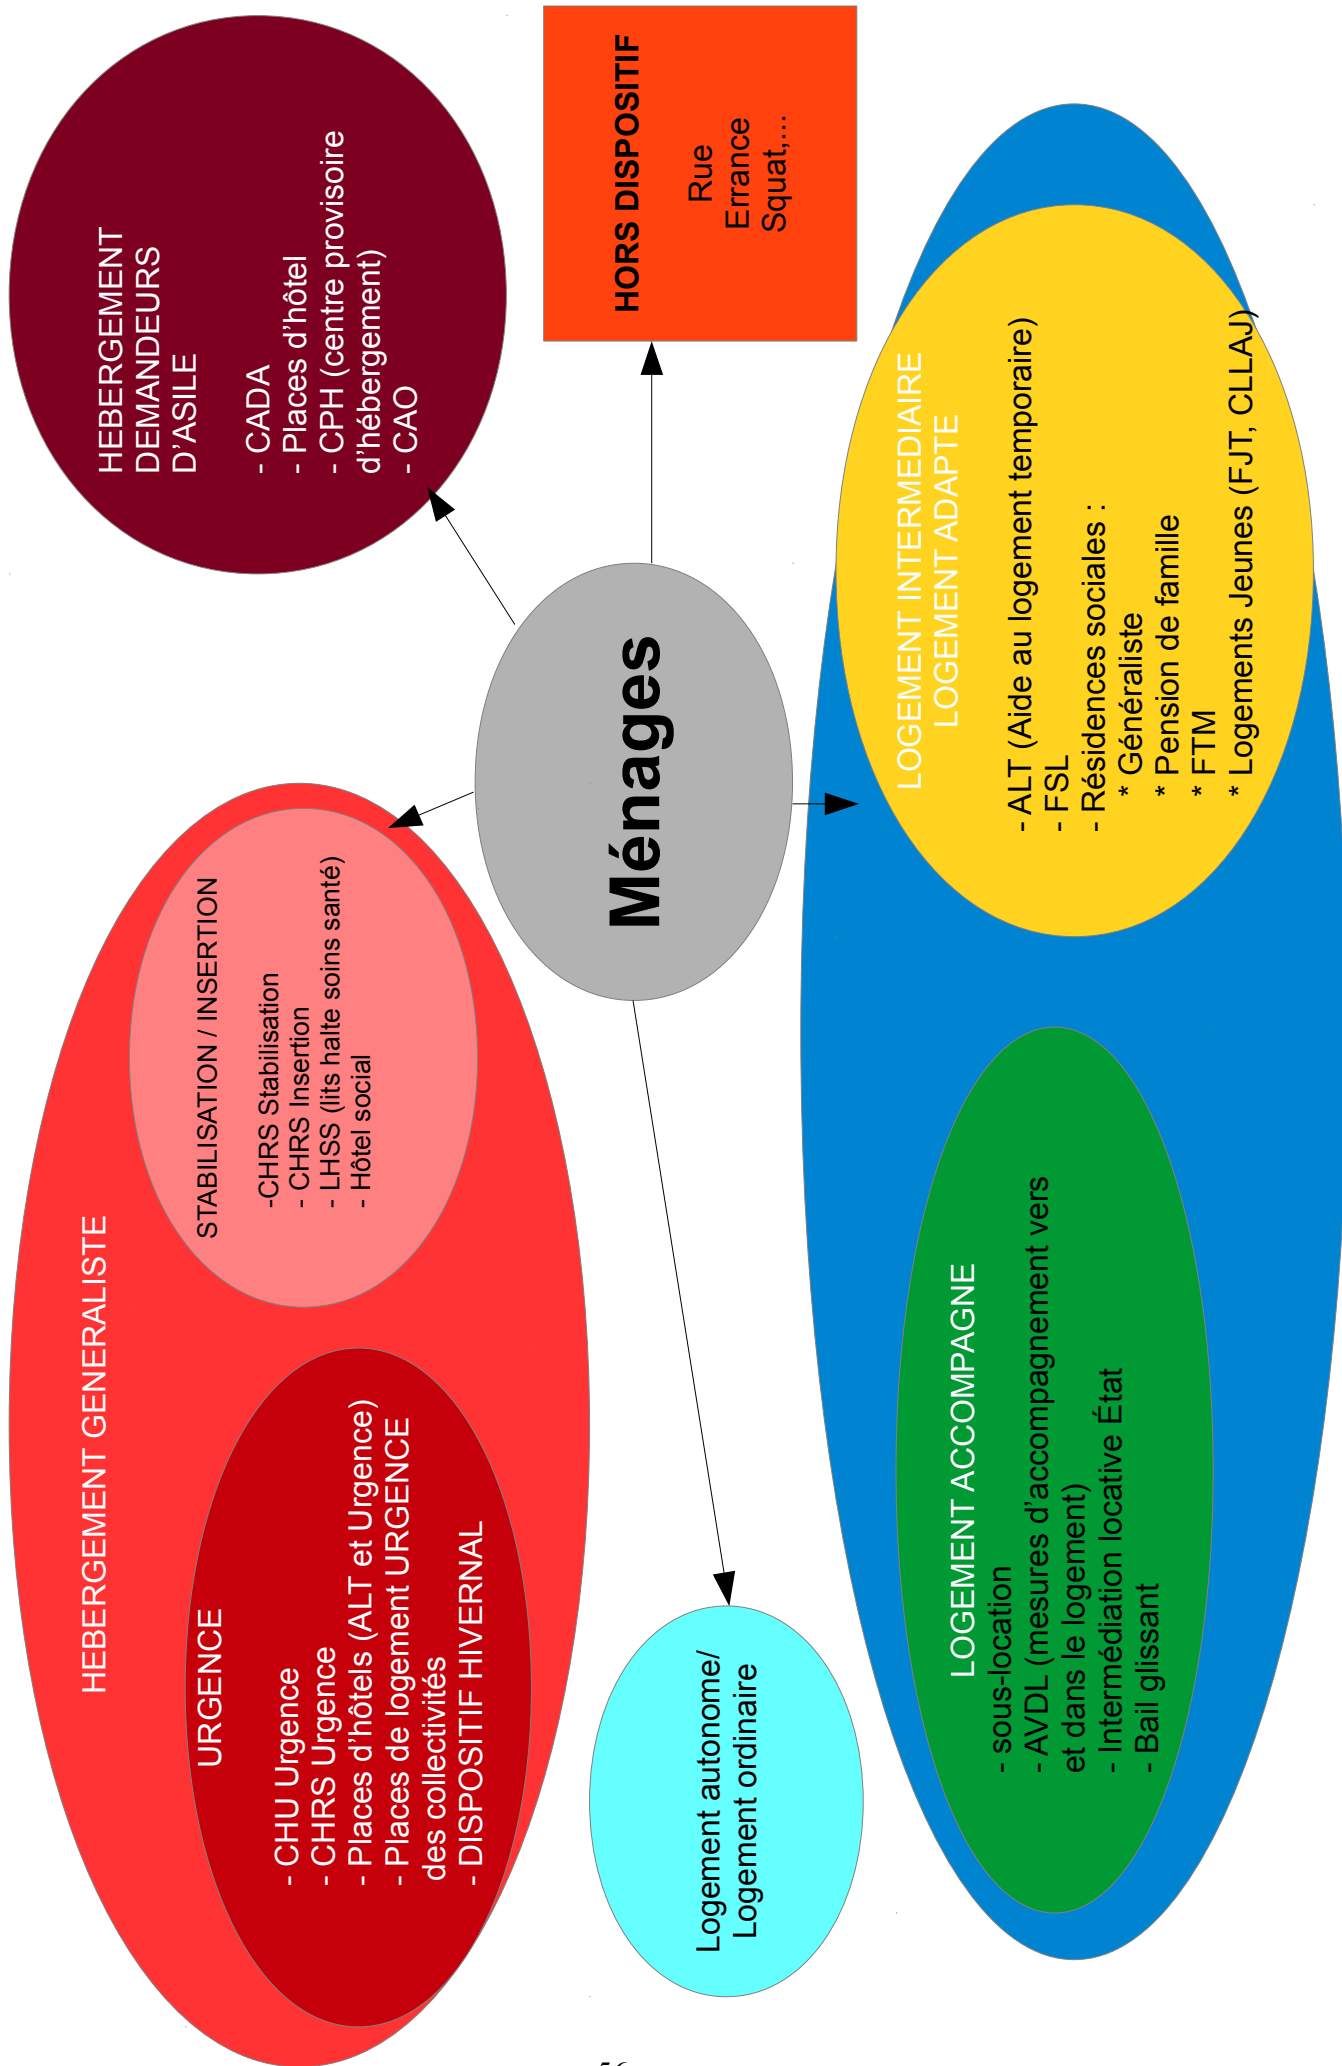 HEBERGEMENT GENERALISTE
URGENCE
- CHU Urgence
- CHRS Urgence
- Places d'hôtels (ALT et Urgence)
- Places de logement URGENCE
des collectivités
- DISPOSITIF HIVERNAL
STABILISATION / INSERTION
-CHRS Stabilisation
- CHRS Insertion
- LHSS (lits halte soins santé)
- Hôtel social
HEBERGEMENT
DEMANDEURS
D'ASILE
- CADA
- Places d'hôtel
- CPH (centre provisoire
d'hébergement)
- CAO
Ménages
HORS DISPOSITIF
Rue
Errance
Squat,...
Logement autonome/
Logement ordinaire
LOGEMENT ACCOMPAGNE
- sous-location
- AVDL (mesures d'accompagnement vers
et dans le logement)
- Intermédiation locative État
- Bail glissant
LOGEMENT INTERMEDIAIRE
LOGEMENT ADAPTE
- ALT (Aide au logement temporaire)
- FSL
- Résidences sociales :
* Généraliste
* Pension de famille
* FTM
* Logements Jeunes (FJT, CLLAJ)